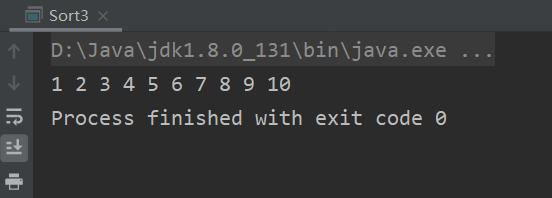 Sort3
D:\Java\jdk1.8.0_131\bin\java.exe ...
1 2 3 4 5 6 7 8 9 10
Process finished with exit code 0